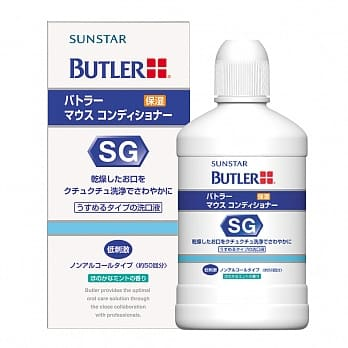 SUNSTAR
BUTLER
バトラー 保湿
マウス コンディショナー
SG
乾燥したお口を
クチュクチュ洗浄でさわやかに
うすめるタイプの洗口液
低刺激
ノンアルコールタイプ (約50回分)
ほのかなミントの香り
Butler provides the optimal
oral care solution through
the close collaboration
with professionals.
SUNSTAR
BUTLER
バトラー 保湿
マウス コンディショナー
SG
乾燥したお口をクチュクチュ洗浄でさわやかに
うすめるタイプの洗口液
低刺激
ノンアルコールタイプ (約50回分)
ほのかなミントの香り